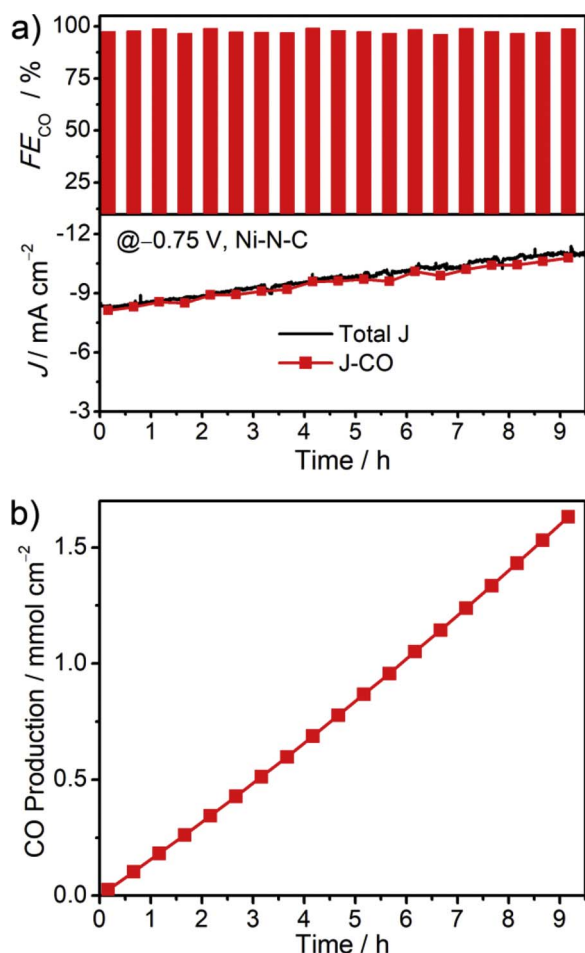 a)
FE_CO / %
100
75
50
25
@−0.75 V, Ni-N-C
J / mA cm⁻²
-12
-9
-6
-3
Total J
J-CO
0 1 2 3 4 5 6 7 8 9
Time / h
b)
CO Production / mmol cm⁻²
1.5
1.0
0.5
0.0
0 1 2 3 4 5 6 7 8 9
Time / h